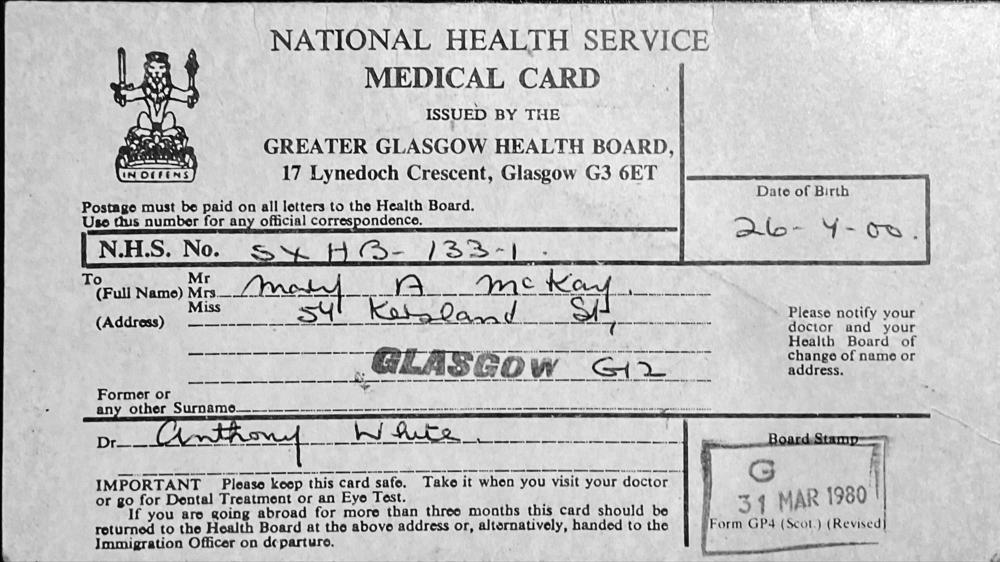 NATIONAL HEALTH SERVICE
MEDICAL CARD
ISSUED BY THE
GREATER GLASGOW HEALTH BOARD,
17 Lynedoch Crescent, Glasgow G3 6ET
IN DEFENS
Postage must be paid on all letters to the Health Board.
Use this number for any official correspondence.
N.H.S. No. SXHB-133-1.
Date of Birth
26-4-00.
To (Full Name) Mr Mrs Miss Mary A McKay.
(Address) 54 Kersland St,
GLASGOW G12
Former or
any other Surname
Please notify your
doctor and your
Health Board of
change of name or
address.
Dr Anthony White.
IMPORTANT Please keep this card safe. Take it when you visit your doctor
or go for Dental Treatment or an Eye Test.
If you are going abroad for more than three months this card should be
returned to the Health Board at the above address or, alternatively, handed to the
Immigration Officer on departure.
Board Stamp
G
31 MAR 1980
Form GP4 (Scot.) (Revised)